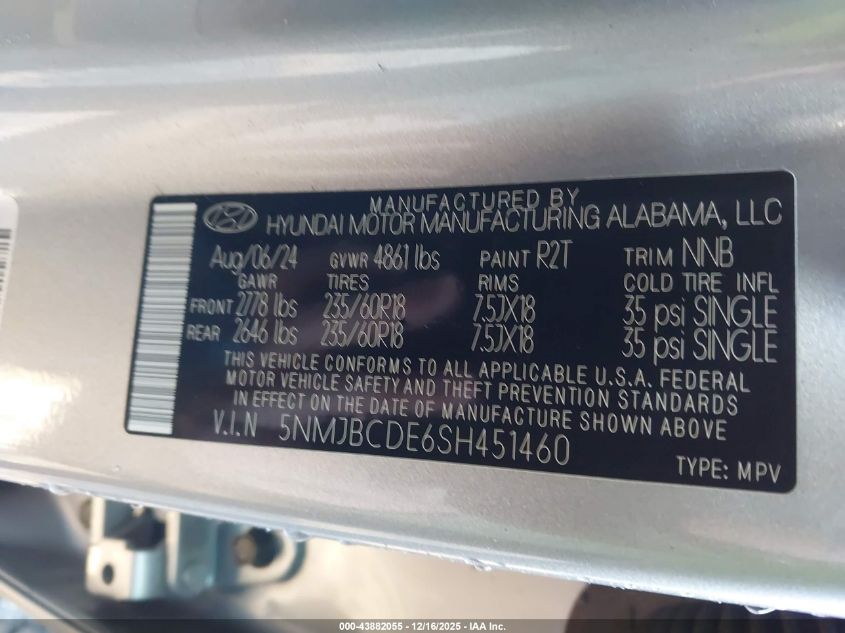 MANUFACTURED BY
HYUNDAI MOTOR MANUFACTURING ALABAMA, LLC
Aug/06/24 GVWR 4861 lbs PAINT R2T TRIM NNB
GAWR TIRES RIMS COLD TIRE INFL
FRONT 2778 lbs 235/60R18 7.5JX18 35 psi SINGLE
REAR 2646 lbs 235/60R18 7.5JX18 35 psi SINGLE
THIS VEHICLE CONFORMS TO ALL APPLICABLE U.S.A. FEDERAL
MOTOR VEHICLE SAFETY AND THEFT PREVENTION STANDARDS
IN EFFECT ON THE DATE OF MANUFACTURE SHOWN ABOVE.
V.I.N 5NMJBCDE6SH451460
TYPE: MPV
000-43882055 - 12/16/2025 - IAA Inc.